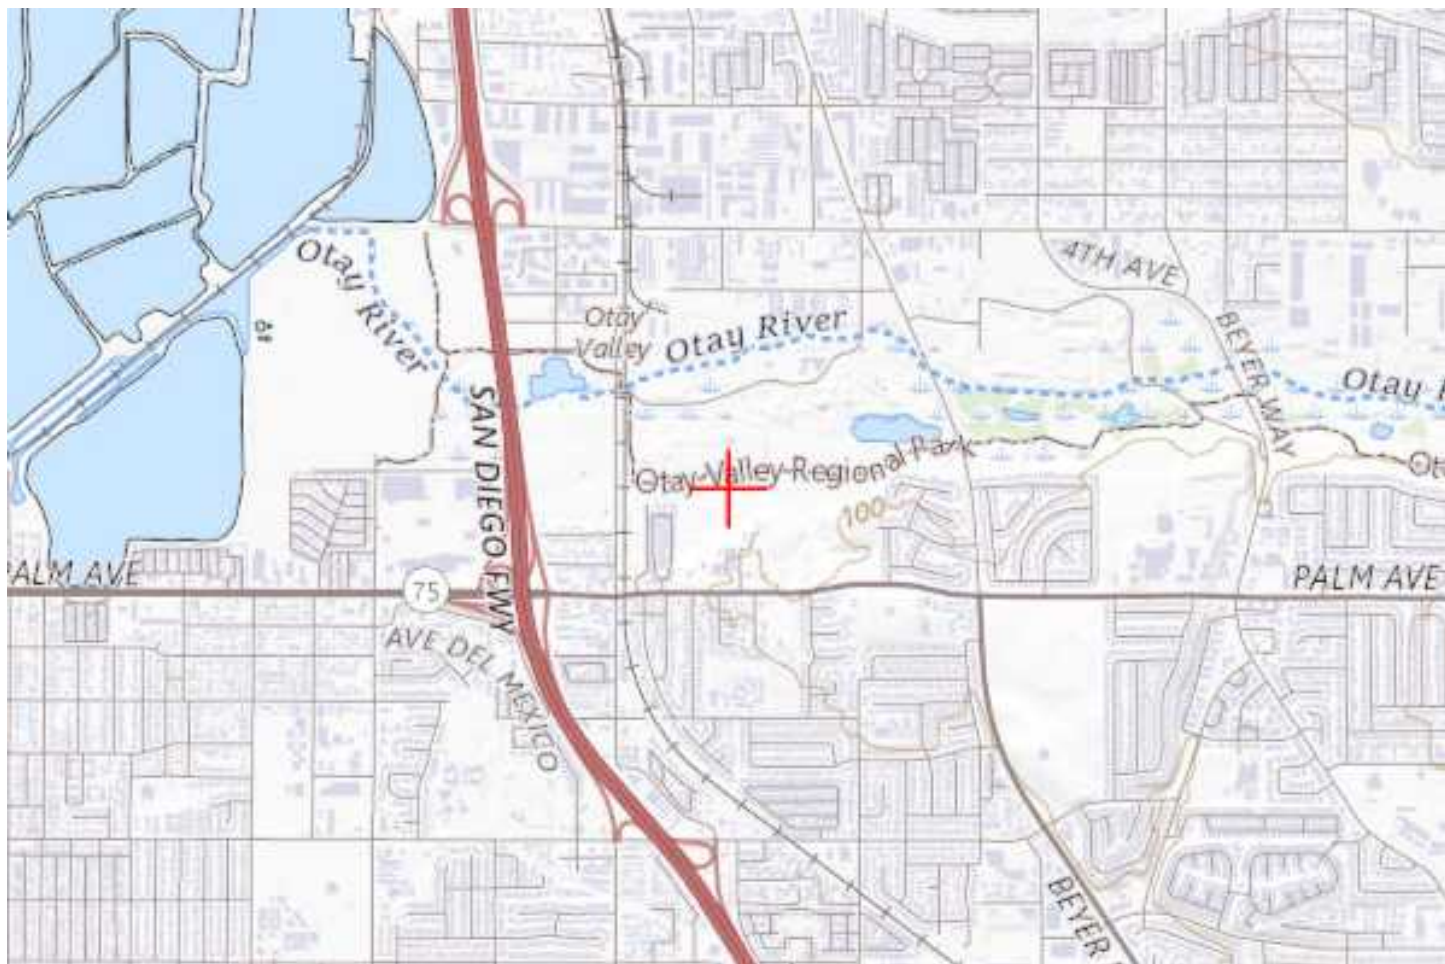 4TH AVE
Otay River
Otay River
Otay
Valley
BEYER WAY
Otay
SAN DIEGO FWY
Otay-Valley-Regional Park
100
PALM AVE
75
PALM AVE
AVE DEL MEXICO
BEYER